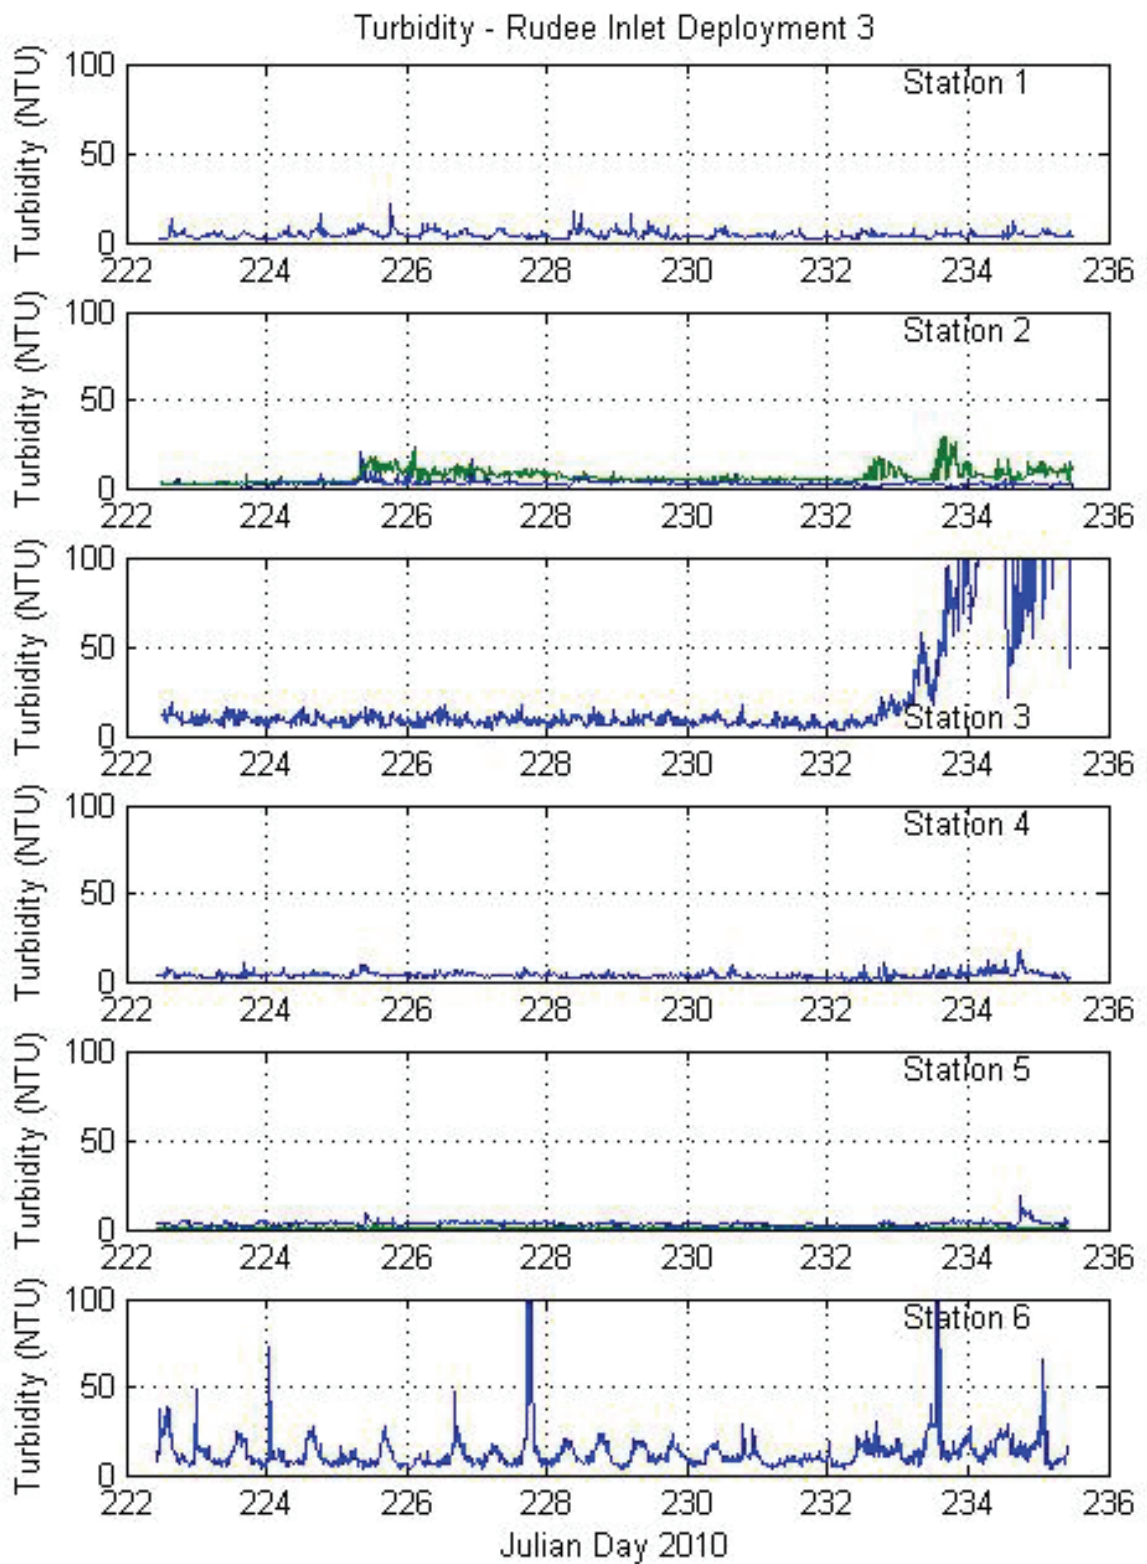 Turbidity - Rudee Inlet Deployment 3
Turbidity (NTU)
100
50
0
Station 1
222 224 226 228 230 232 234 236
Turbidity (NTU)
100
50
0
Station 2
222 224 226 228 230 232 234 236
Turbidity (NTU)
100
50
0
Station 3
222 224 226 228 230 232 234 236
Turbidity (NTU)
100
50
0
Station 4
222 224 226 228 230 232 234 236
Turbidity (NTU)
100
50
0
Station 5
222 224 226 228 230 232 234 236
Turbidity (NTU)
100
50
0
Station 6
222 224 226 228 230 232 234 236
Julian Day 2010